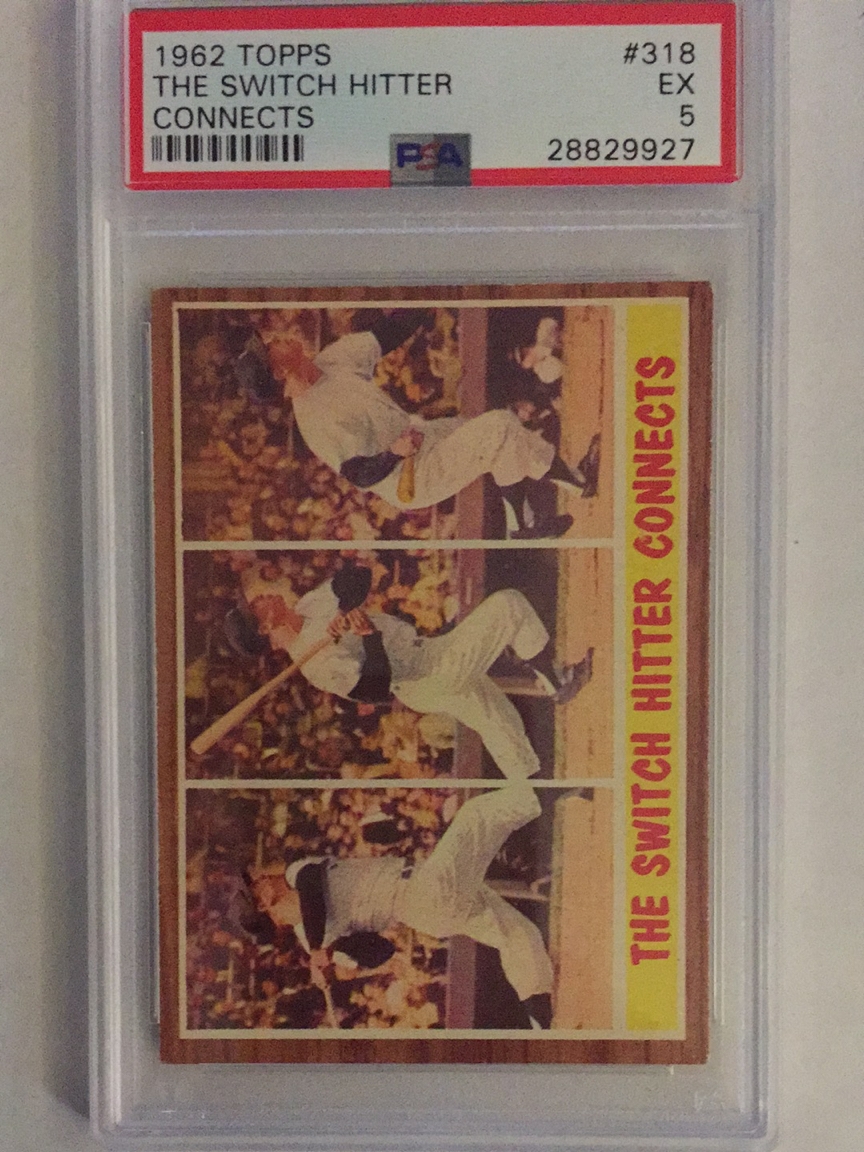 1962 TOPPS #318
THE SWITCH HITTER EX
CONNECTS 5
PSA 28829927
THE SWITCH HITTER CONNECTS